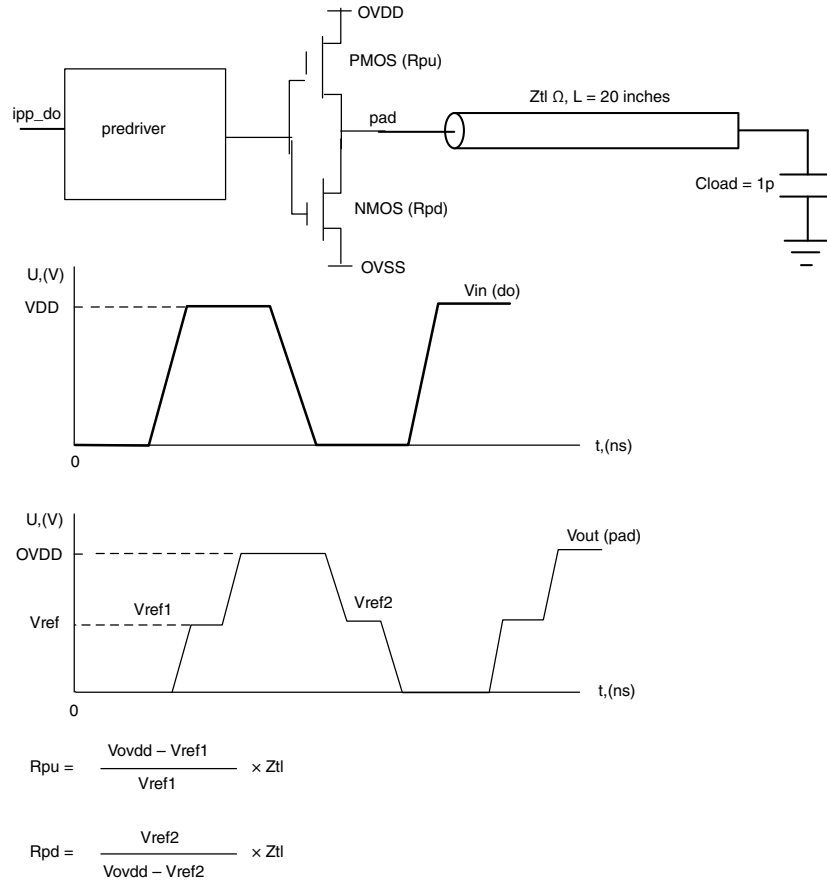 OVDD
PMOS (Rpu)
Ztl Ω, L = 20 inches
ipp_do
predriver
pad
Cload = 1p
NMOS (Rpd)
OVSS
U,(V)
VDD
Vin (do)
t,(ns)
0
U,(V)
Vout (pad)
OVDD
Vref1
Vref2
Vref
t,(ns)
0
Vovdd – Vref1
Rpu = × Ztl
Vref1
Vref2
Rpd = × Ztl
Vovdd – Vref2